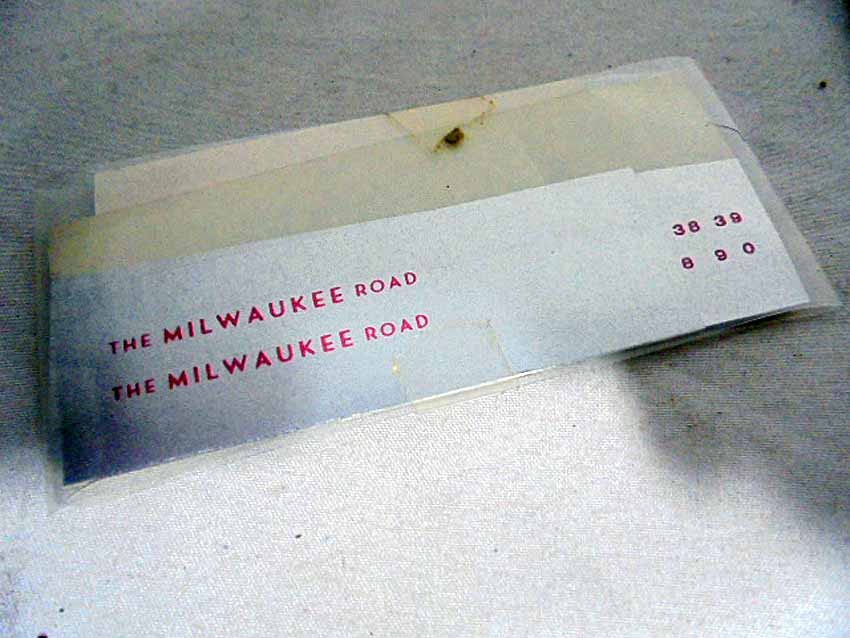 THE MILWAUKEE ROAD
THE MILWAUKEE ROAD
38 39
8 9 0